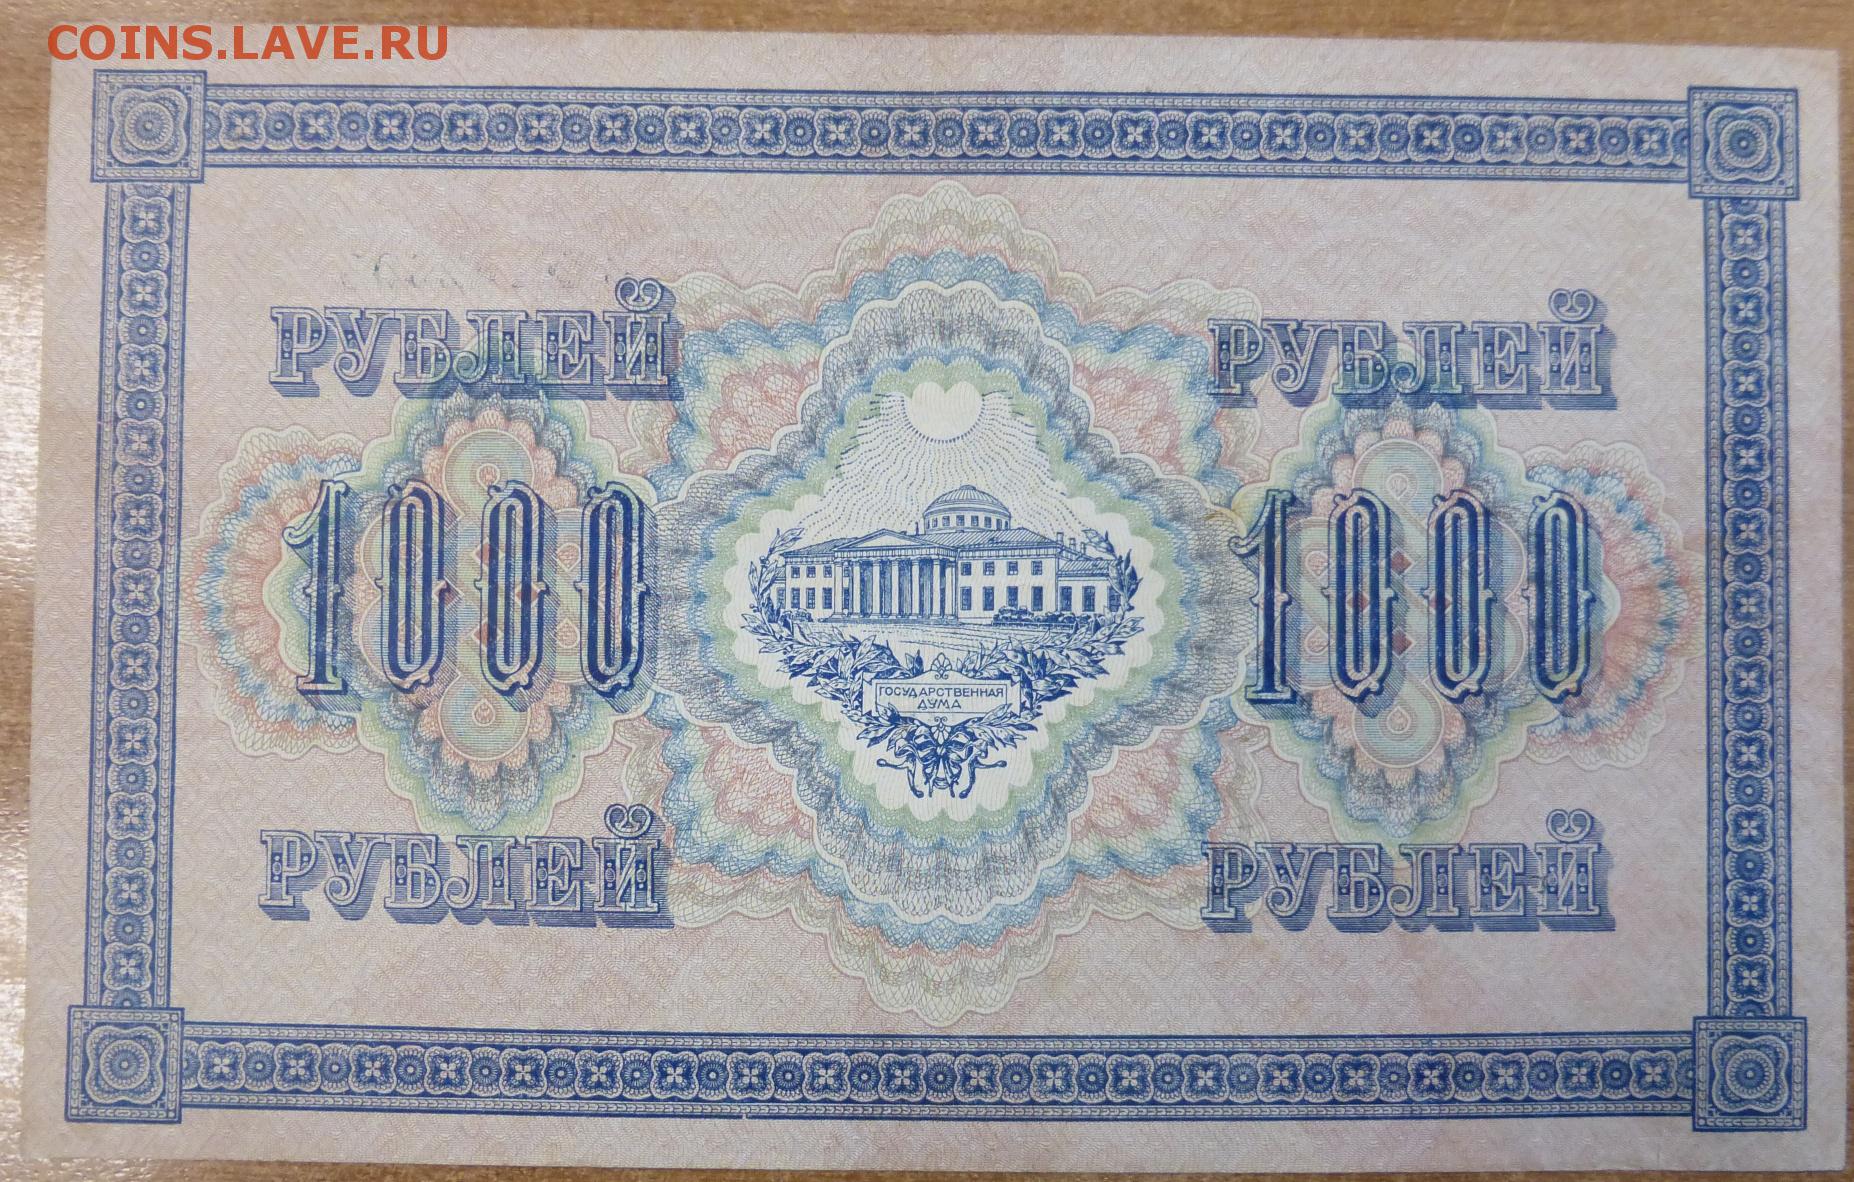 COINS.LAVE.RU
РУБЛЕЙ РУБЛЕЙ
1000 1000
ГОСУДАРСТВЕННАЯ
ДУМА
РУБЛЕЙ РУБЛЕЙ